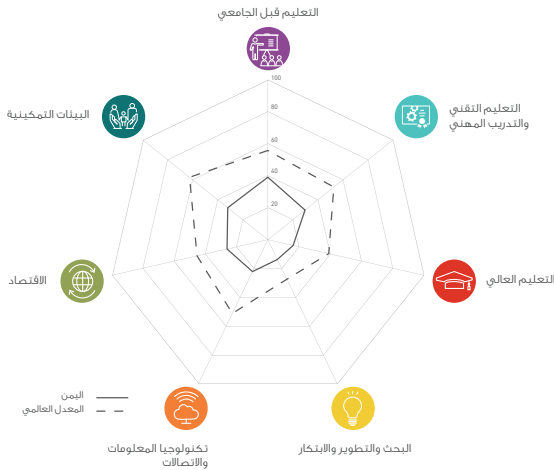 التعليم قبل الجامعي
100
80
60
40
20
التعليم التقني
والتدريب المهني
التعليم العالي
البحث والتطوير والابتكار
تكنولوجيا المعلومات
والاتصالات
الاقتصاد
البيئات التمكينية
اليمن
المعدل العالمي